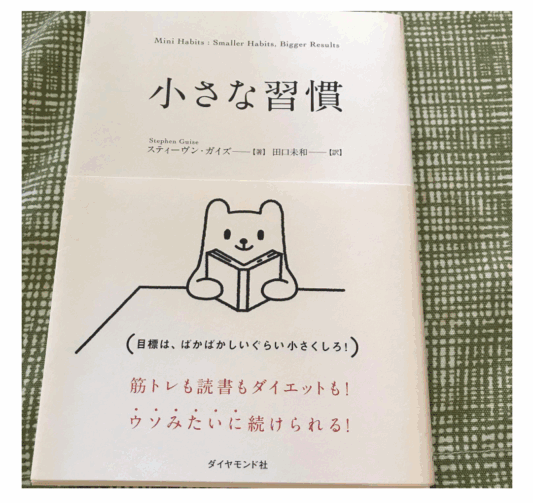 Mini Habits : Smaller Habits, Bigger Results
小さな習慣
Stephen Guise
スティーヴン・ガイズ──【著】 田口未和──【訳】
(目標は、ばかばかしいぐらい小さくしろ!)
筋トレも読書もダイエットも!
ウソみたいに続けられる!
ダイヤモンド社